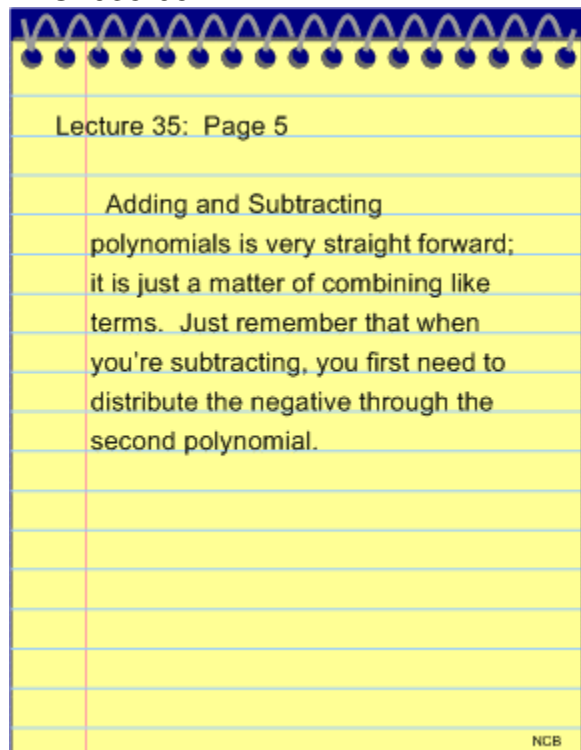 Lecture 35: Page 5
Adding and Subtracting
polynomials is very straight forward;
it is just a matter of combining like
terms. Just remember that when
you're subtracting, you first need to
distribute the negative through the
second polynomial.
NCB